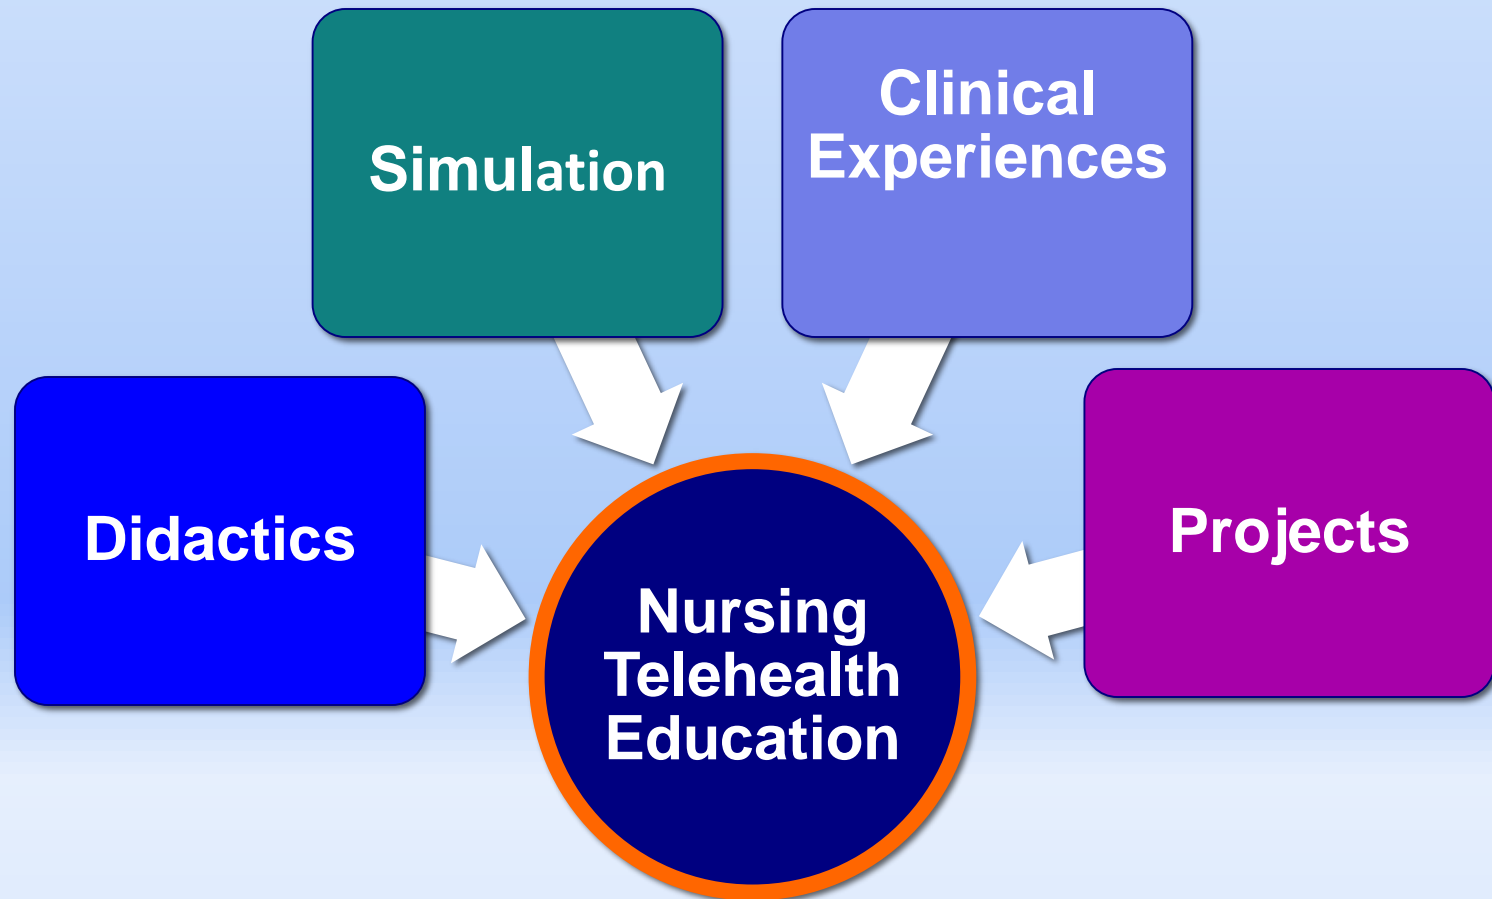 Simulation
Clinical
Experiences
Didactics
Projects
Nursing
Telehealth
Education